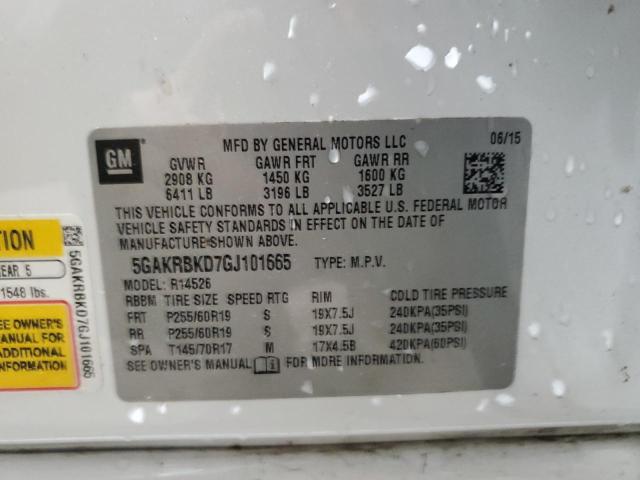 GM
MFD BY GENERAL MOTORS LLC 06/15
GVWR GAWR FRT GAWR RR
2908 KG 1450 KG 1600 KG
6411 LB 3196 LB 3527 LB
THIS VEHICLE CONFORMS TO ALL APPLICABLE U.S. FEDERAL MOTOR
VEHICLE SAFETY STANDARDS IN EFFECT ON THE DATE OF
MANUFACTURE SHOWN ABOVE.
5GAKRBKD7GJ101665 TYPE: M.P.V.
MODEL: R14526
RBBM TIRE SIZE SPEED RTG RIM COLD TIRE PRESSURE
FRT P255/60R19 S 19X7.5J 240KPA(35PSI)
RR P255/60R19 S 19X7.5J 240KPA(35PSI)
SPA T145/70R17 M 17X4.5B 420KPA(60PSI)
SEE OWNER'S MANUAL FOR MORE INFORMATION.
TION
EAR 5
1548 lbs.
SEE OWNER'S
MANUAL FOR
ADDITIONAL
5GAKRBKD7GJ101665